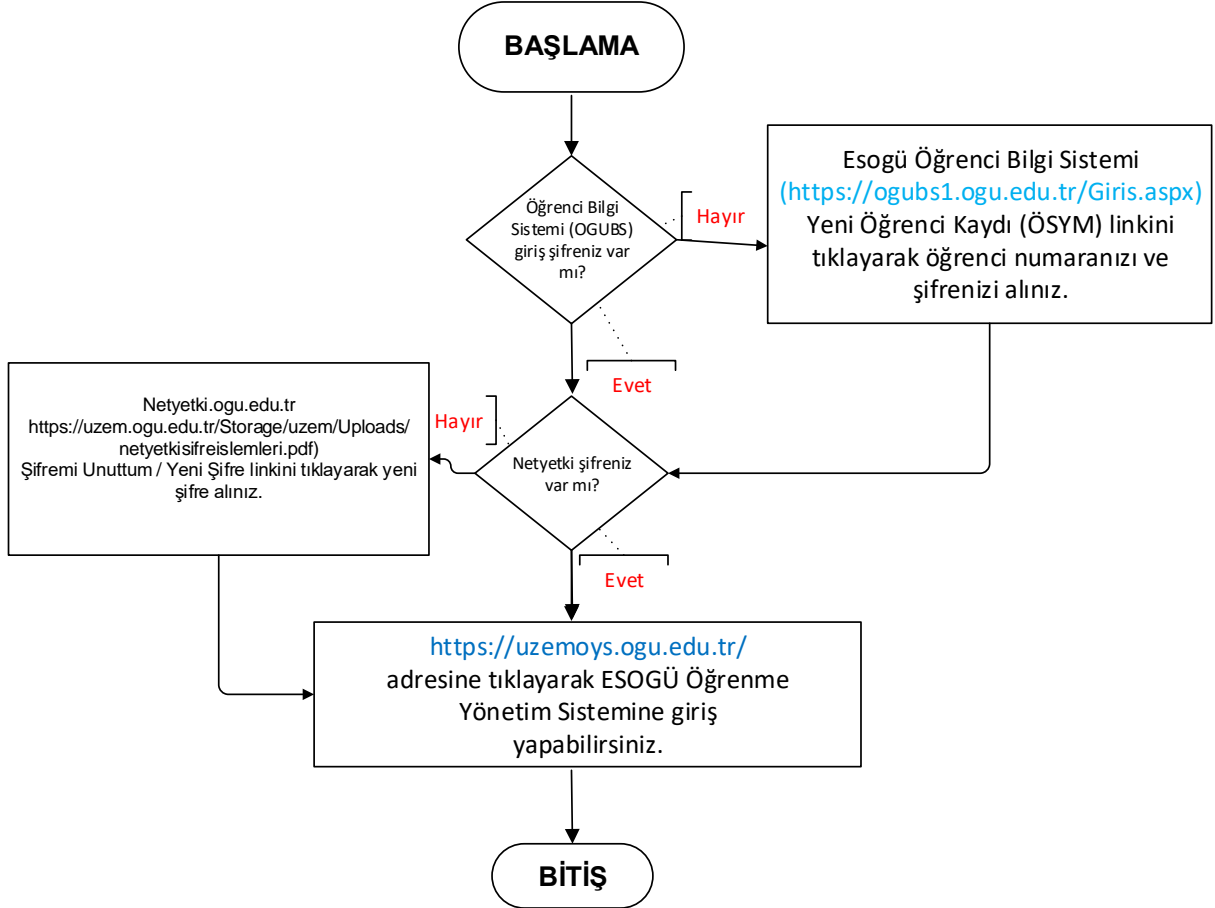 BAŞLAMA
Öğrenci Bilgi
Sistemi (OGUBS)
giriş şifreniz var
mı?
Hayır
Esogü Öğrenci Bilgi Sistemi
(https://ogubs1.ogu.edu.tr/Giris.aspx)
Yeni Öğrenci Kaydı (ÖSYM) linkini
tıklayarak öğrenci numaranızı ve
şifrenizi alınız.
Evet
Netyetki şifreniz
var mı?
Hayır
Netyetki.ogu.edu.tr
https://uzem.ogu.edu.tr/Storage/uzem/Uploads/
netyetkisifreislemleri.pdf)
Şifremi Unuttum / Yeni Şifre linkini tıklayarak yeni
şifre alınız.
Evet
https://uzemoys.ogu.edu.tr/
adresine tıklayarak ESOGÜ Öğrenme
Yönetim Sistemine giriş
yapabilirsiniz.
BİTİŞ